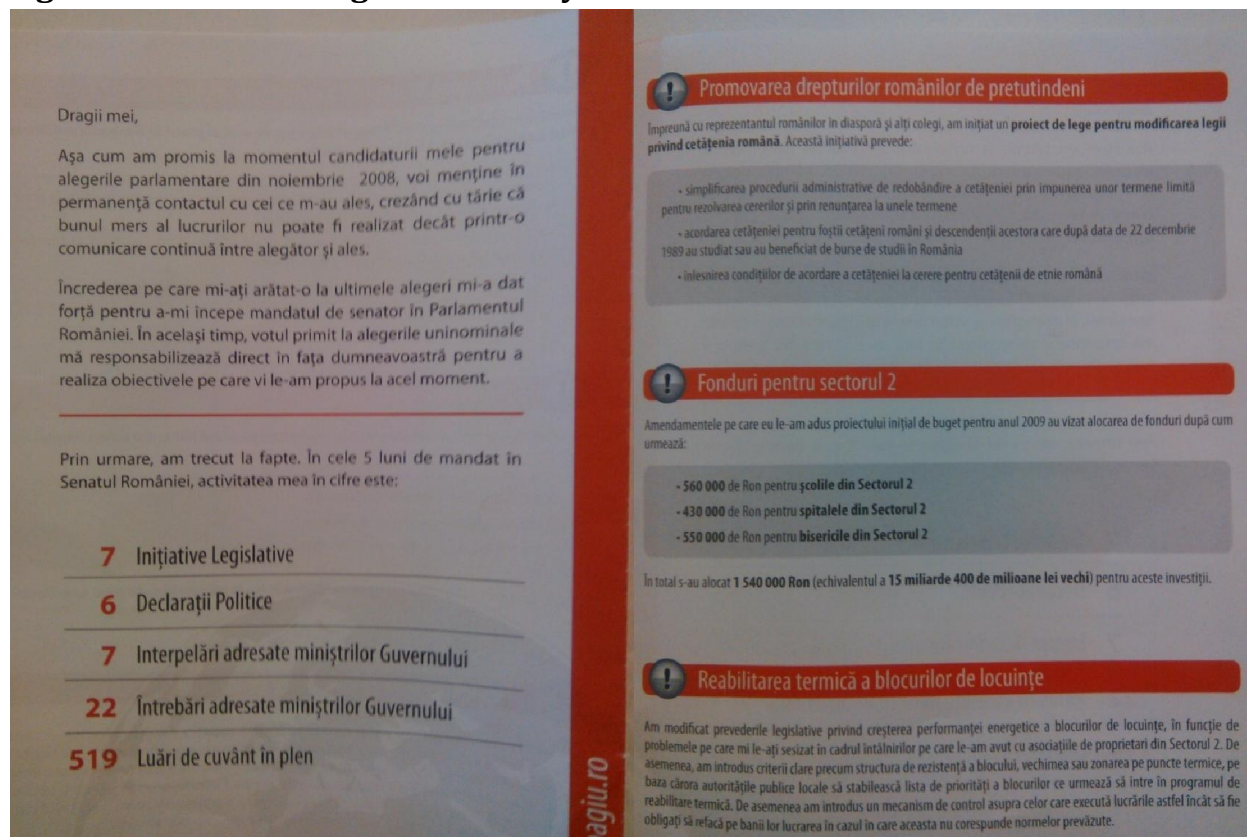 Dragii mei,
Așa cum am promis la momentul candidaturii mele pentru
alegerile parlamentare din noiembrie 2008, voi menține în
permanență contactul cu cei ce m-au ales, crezând cu tărie că
bunul mers al lucrurilor nu poate fi realizat decât printr-o
comunicare continuă între alegător și ales.
Încrederea pe care mi-ați arătat-o la ultimele alegeri mi-a dat
forță pentru a-mi începe mandatul de senator în Parlamentul
României. În același timp, votul primit la alegerile uninominale
mă responsabilizează direct în fața dumneavoastră pentru a
realiza obiectivele pe care vi le-am propus la acel moment.
Prin urmare, am trecut la fapte. În cele 5 luni de mandat în
Senatul României, activitatea mea în cifre este:
7 Inițiative Legislative
6 Declarații Politice
7 Interpelări adresate miniștrilor Guvernului
22 Întrebări adresate miniștrilor Guvernului
519 Luări de cuvânt în plen
agiu.ro
Promovarea drepturilor românilor de pretutindeni
Împreună cu reprezentantul românilor în diasporă și alți colegi, am inițiat un proiect de lege pentru modificarea legii
privind cetățenia română. Această inițiativă prevede:
- simplificarea procedurii administrative de redobândire a cetățeniei prin impunerea unor termene limită
pentru rezolvarea cererilor și prin renunțarea la unele termene
- acordarea cetățeniei pentru foștii cetățeni români și descendenții acestora care după data de 22 decembrie
1989 au studiat sau au beneficiat de burse de studii în România
- înlesnirea condițiilor de acordare a cetățeniei la cerere pentru cetățenii de etnie română
Fonduri pentru sectorul 2
Amendamentele pe care eu le-am adus proiectului inițial de buget pentru anul 2009 au vizat alocarea de fonduri după cum
urmează:
- 560 000 de Ron pentru școlile din Sectorul 2
- 430 000 de Ron pentru spitalele din Sectorul 2
- 550 000 de Ron pentru bisericile din Sectorul 2
În total s-au alocat 1 540 000 Ron (echivalentul a 15 miliarde 400 de milioane lei vechi) pentru aceste investiții.
Reabilitarea termică a blocurilor de locuințe
Am modificat prevederile legislative privind creșterea performanței energetice a blocurilor de locuințe, în funcție de
problemele pe care mi le-ați sesizat în cadrul întâlnirilor pe care le-am avut cu asociațiile de proprietari din Sectorul 2. De
asemenea, am introdus criterii clare precum structura de rezistență a blocului, vechimea sau zonarea pe puncte termice, pe
baza cărora autoritățile publice locale să stabilească lista de priorități a blocurilor ce urmează să intre în programul de
reabilitare termică. De asemenea am introdus un mecanism de control asupra celor care execută lucrările astfel încât să fie
obligați să refacă pe banii lor lucrarea în cazul în care aceasta nu corespunde normelor prevăzute.